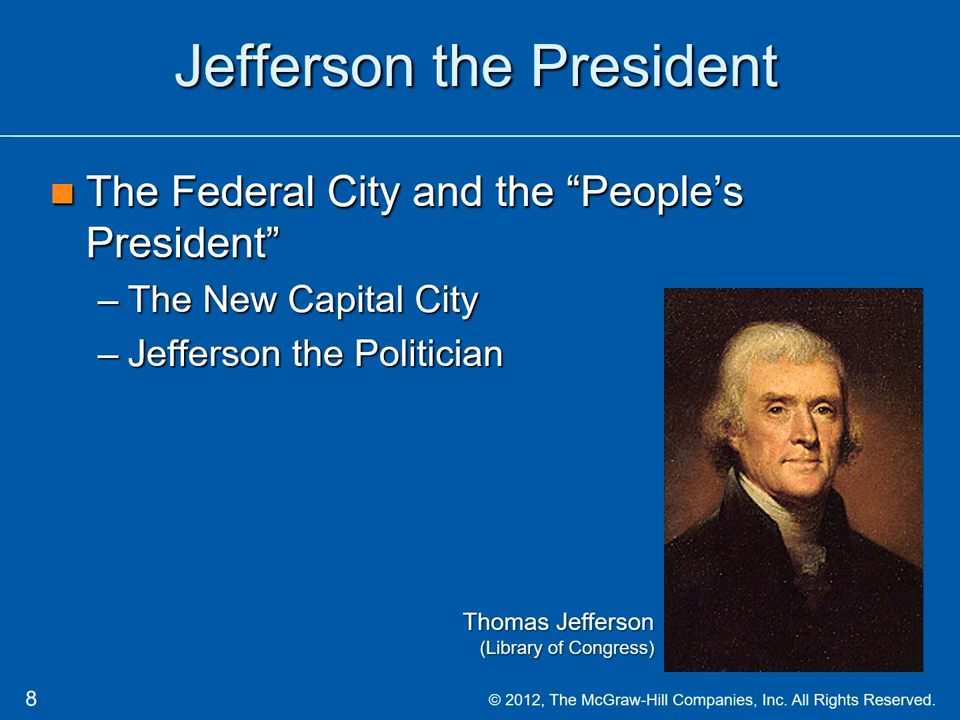 Jefferson the President
The Federal City and the “People’s
President”
– The New Capital City
– Jefferson the Politician
Thomas Jefferson
(Library of Congress)
8
© 2012, The McGraw-Hill Companies, Inc. All Rights Reserved.